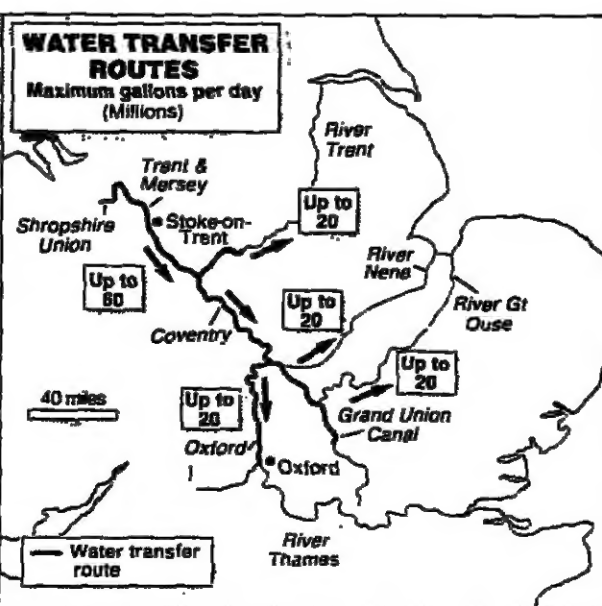 WATER TRANSFER
ROUTES
Maximum gallons per day
(Millions)
River
Trent
Trent &
Mersey
Stoke-on-
Trent
Shropshire
Union
Up to
20
Up to
60
River
Nene
Up to
20
River Gt
Ouse
Coventry
Up to
20
40 miles
Up to
20
Grand Union
Canal
Oxford
Oxford
River
Thames
Water transfer
route